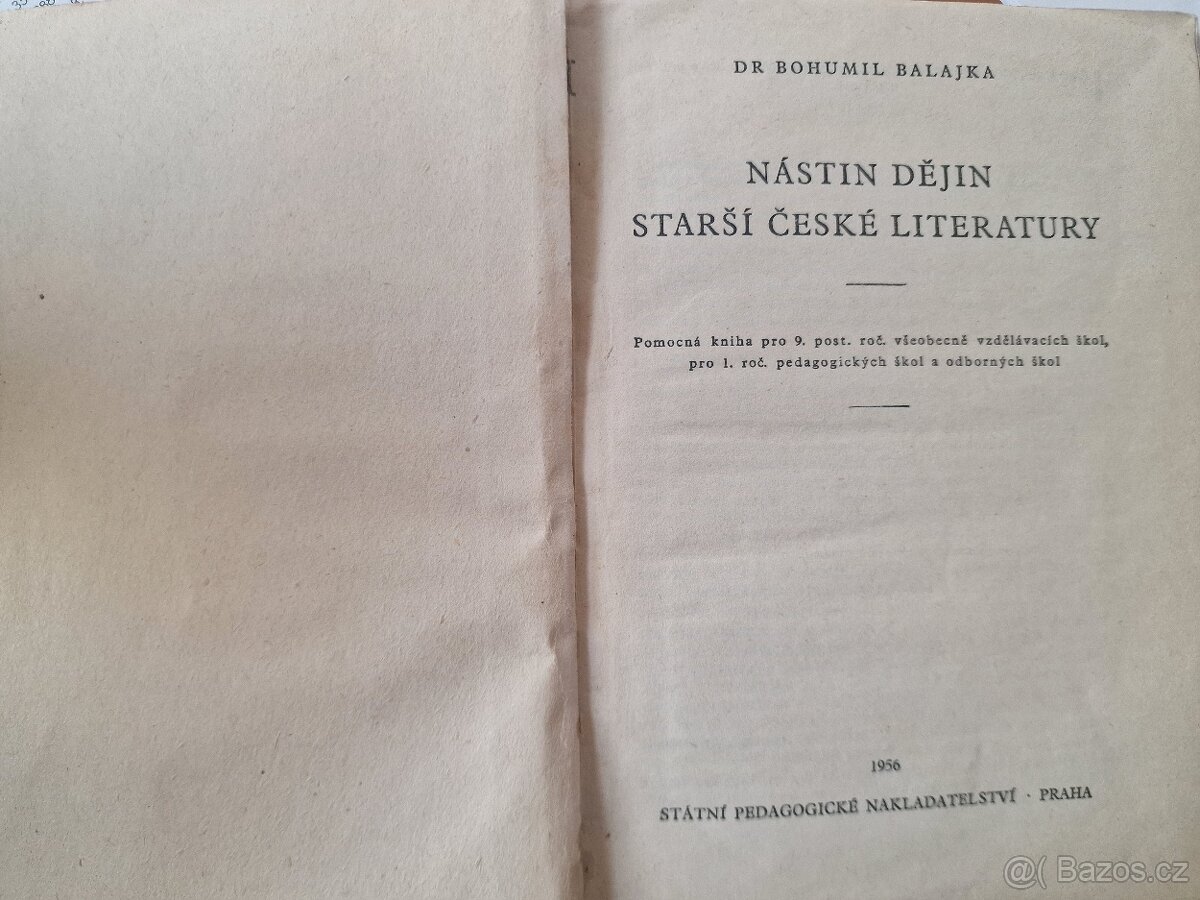 DR BOHUMIL BALAJKA
NÁSTIN DĚJIN
STARŠÍ ČESKÉ LITERATURY
Pomocná kniha pro 9. post. roč. všeobecně vzdělávacích škol,
pro 1. roč. pedagogických škol a odborných škol
1956
STÁTNÍ PEDAGOGICKÉ NAKLADATELSTVÍ · PRAHA
Bazos.cz